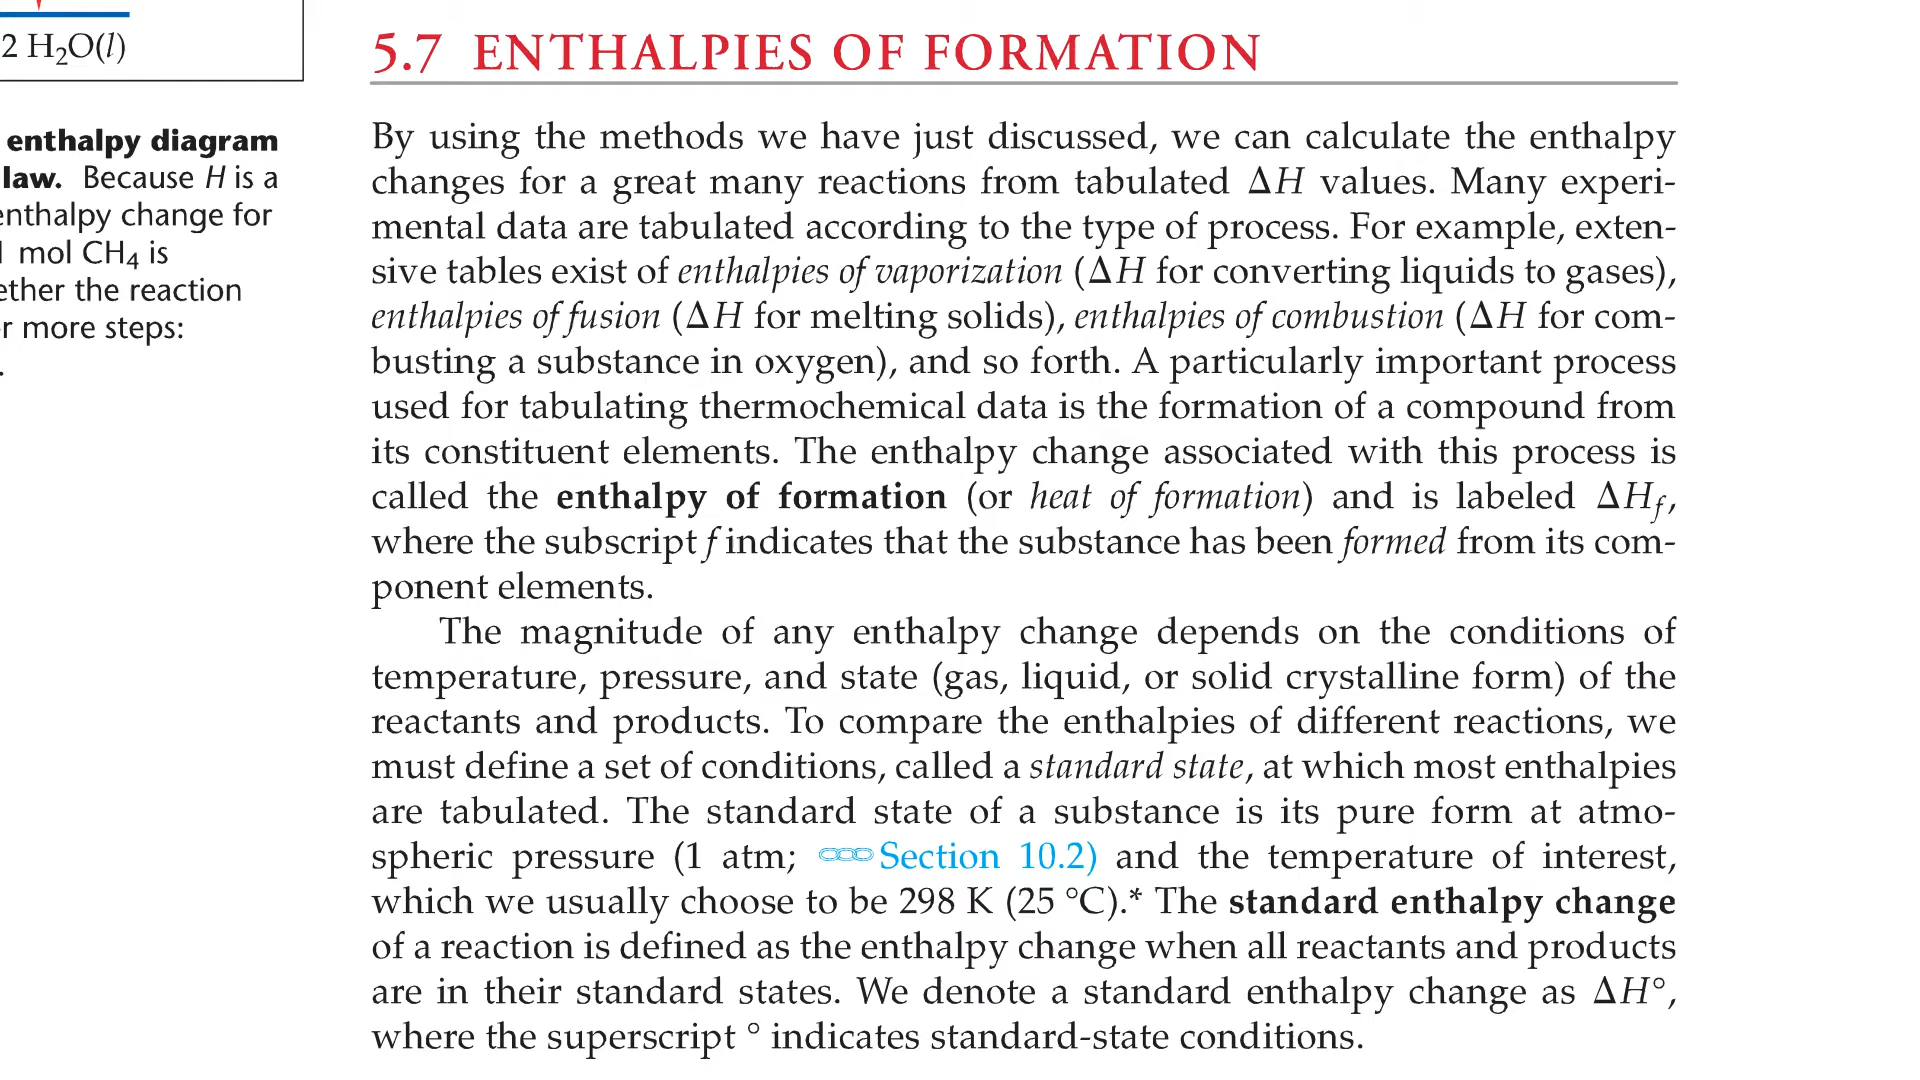 2 H₂O(l)
enthalpy diagram
law. Because H is a
enthalpy change for
mol CH₄ is
ether the reaction
r more steps:
.
5.7 ENTHALPIES OF FORMATION
By using the methods we have just discussed, we can calculate the enthalpy
changes for a great many reactions from tabulated ΔH values. Many experi-
mental data are tabulated according to the type of process. For example, exten-
sive tables exist of enthalpies of vaporization (ΔH for converting liquids to gases),
enthalpies of fusion (ΔH for melting solids), enthalpies of combustion (ΔH for com-
busting a substance in oxygen), and so forth. A particularly important process
used for tabulating thermochemical data is the formation of a compound from
its constituent elements. The enthalpy change associated with this process is
called the enthalpy of formation (or heat of formation) and is labeled ΔHf,
where the subscript f indicates that the substance has been formed from its com-
ponent elements.
The magnitude of any enthalpy change depends on the conditions of
temperature, pressure, and state (gas, liquid, or solid crystalline form) of the
reactants and products. To compare the enthalpies of different reactions, we
must define a set of conditions, called a standard state, at which most enthalpies
are tabulated. The standard state of a substance is its pure form at atmo-
spheric pressure (1 atm; Section 10.2) and the temperature of interest,
which we usually choose to be 298 K (25 °C).* The standard enthalpy change
of a reaction is defined as the enthalpy change when all reactants and products
are in their standard states. We denote a standard enthalpy change as ΔH°,
where the superscript ° indicates standard-state conditions.